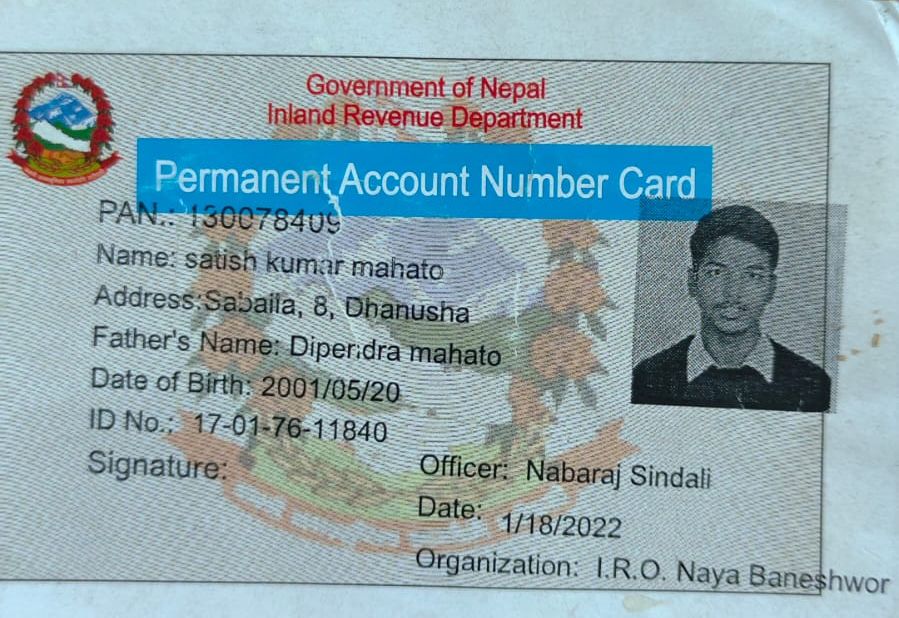 Government of Nepal
Inland Revenue Department
Permanent Account Number Card
PAN.: 130078409
Name: satish kumar mahato
Address:Sabaila, 8, Dhanusha
Father's Name: Dipendra mahato
Date of Birth: 2001/05/20
ID No.: 17-01-76-11840
Signature:
Officer: Nabaraj Sindali
Date: 1/18/2022
Organization: I.R.O. Naya Baneshwor